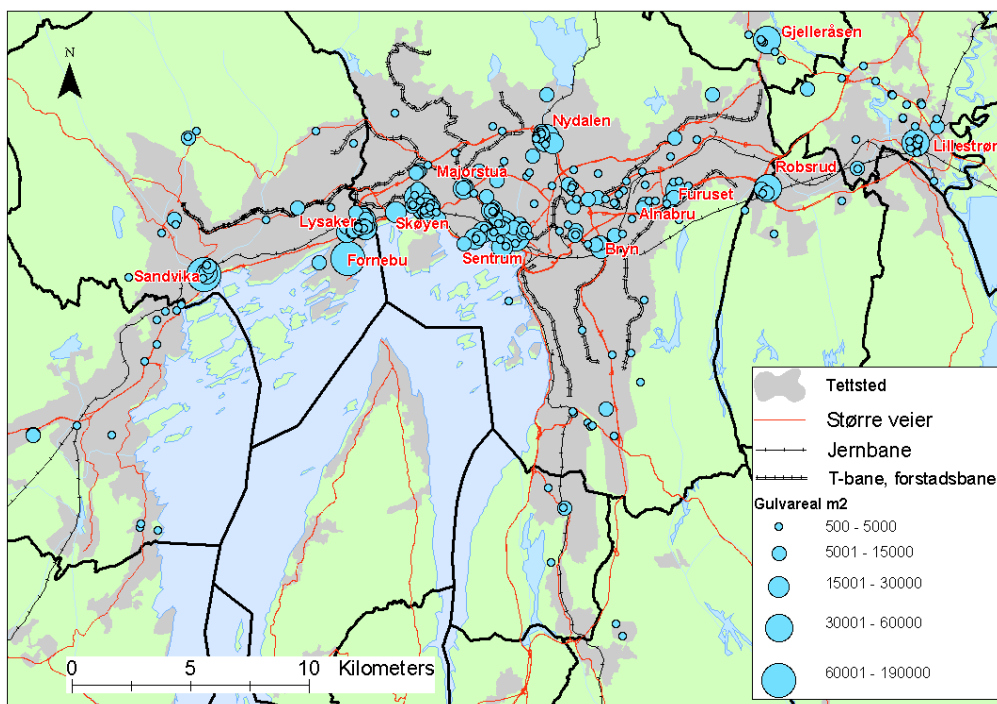 Gjelleråsen
N
Nydalen
Lillestrøm
Robsrud
Majorstua
Furuset
Alnabru
Lysaker
Skøyen
Bryn
Sentrum
Fornebu
Sandvika
Tettsted
Større veier
Jernbane
T-bane, forstadsbane
Gulvareal m2
500 - 5000
5001 - 15000
15001 - 30000
30001 - 60000
60001 - 190000
0 5 10 Kilometers